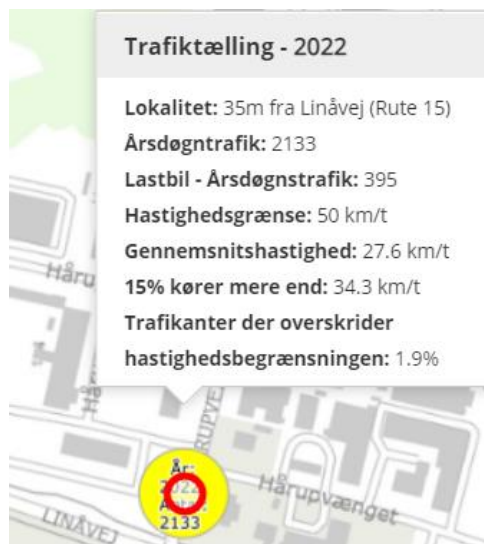 Trafiktælling - 2022
Lokalitet: 35m fra Linåvej (Rute 15)
Årsdøgntrafik: 2133
Lastbil - Årsdøgnstrafik: 395
Hastighedsgrænse: 50 km/t
Gennemsnitshastighed: 27.6 km/t
15% kører mere end: 34.3 km/t
Trafikanter der overskrider
hastighedsbegrænsningen: 1.9%
Håru
RUPVEJ
År:
2022
2133
Hårupvænget
LINÅVEJ